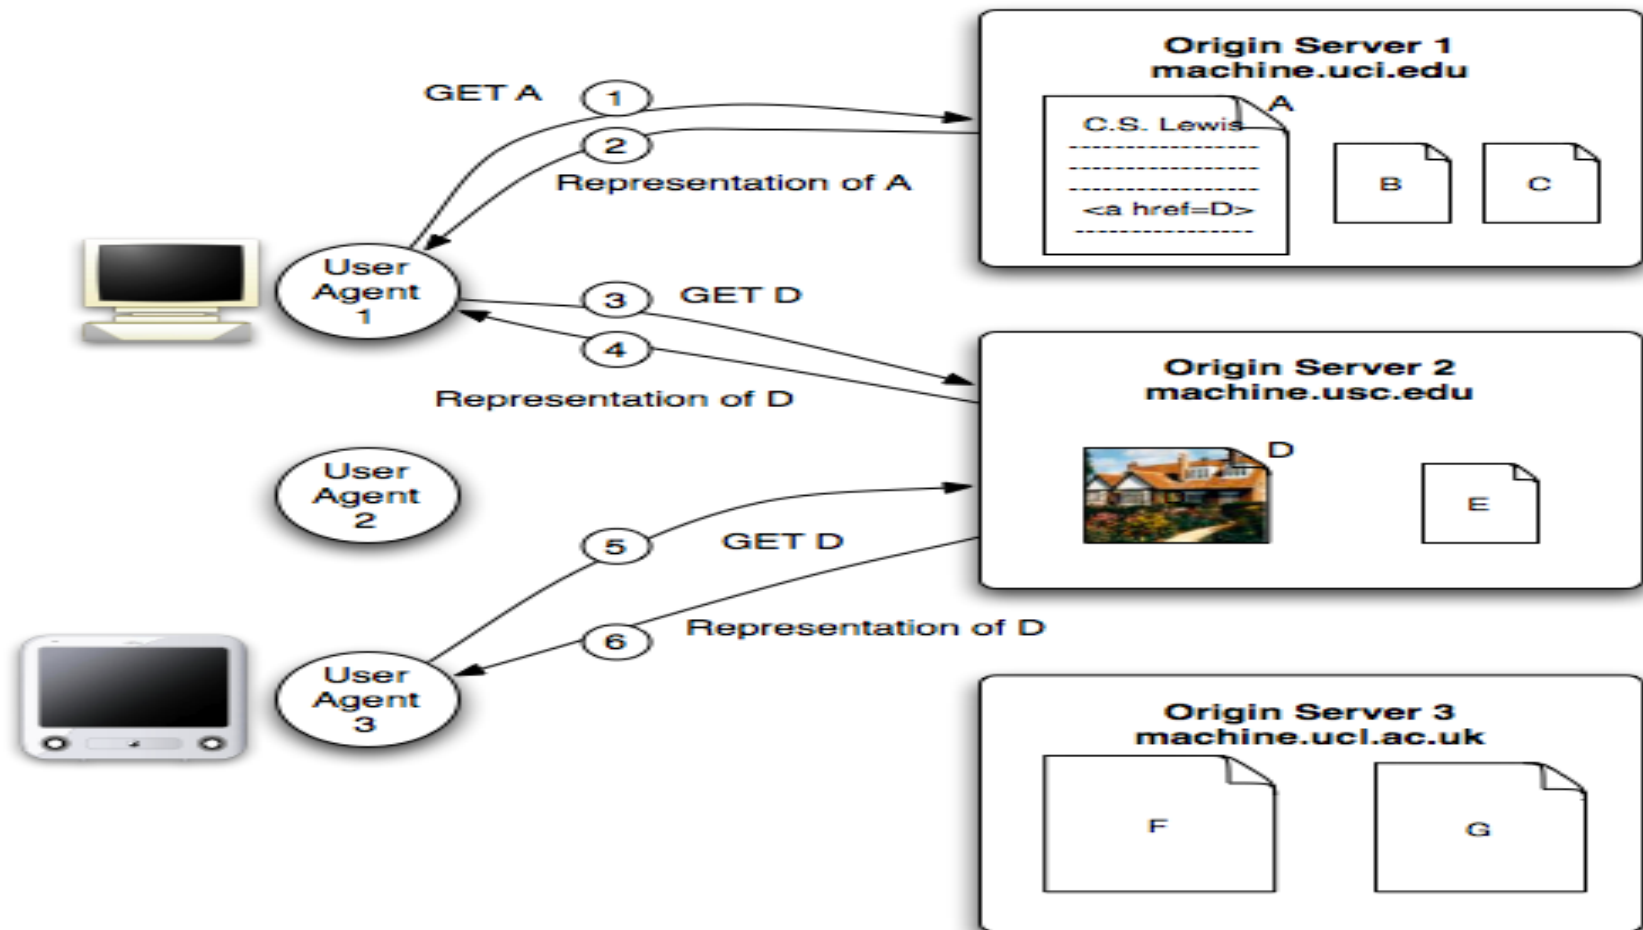 Origin Server 1
machine.uci.edu
GET A
1
A
C.S. Lewis
------------------
------------------
------------------
<a href=D>
-----------------
B
C
2
Representation of A
User
Agent
1
3
GET D
4
Representation of D
Origin Server 2
machine.usc.edu
D
E
User
Agent
2
5
GET D
6
Representation of D
User
Agent
3
Origin Server 3
machine.ucl.ac.uk
F
G